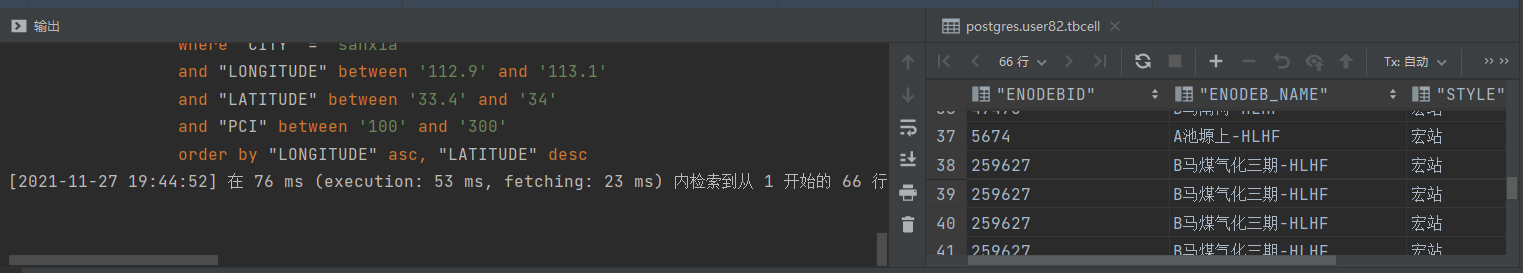 输出
where "CITY" = 'sanxia'
and "LONGITUDE" between '112.9' and '113.1'
and "LATITUDE" between '33.4' and '34'
and "PCI" between '100' and '300'
order by "LONGITUDE" asc, "LATITUDE" desc
[2021-11-27 19:44:52] 在 76 ms (execution: 53 ms, fetching: 23 ms) 内检索到从 1 开始的 66 行
postgres.user82.tbcell
66 行 Tx: 自动
"ENODEBID" "ENODEB_NAME" "STYLE"
37 5674 A池塬上-HLHF 宏站
38 259627 B马煤气化三期-HLHF 宏站
39 259627 B马煤气化三期-HLHF 宏站
40 259627 B马煤气化三期-HLHF 宏站
41 259627 B马煤气化三期-HLHF 宏站